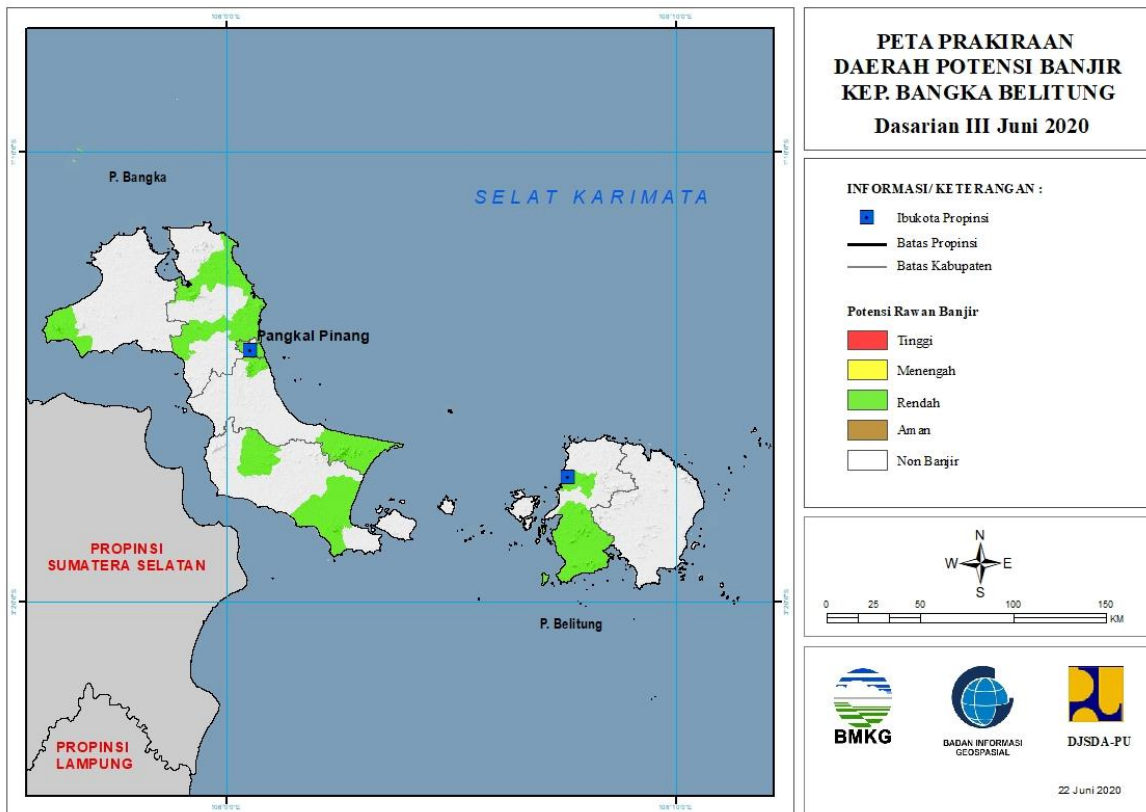 PETA PRAKIRAAN
DAERAH POTENSI BANJIR
KEP. BANGKA BELITUNG
Dasarian III Juni 2020
P. Bangka
SELAT KARIMATA
Pangkal Pinang
PROPINSI
SUMATERA SELATAN
P. Belitung
PROPINSI
LAMPUNG
INFORMASI/ KETERANGAN :
Ibukota Propinsi
Batas Propinsi
Batas Kabupaten
Potensi Rawan Banjir
Tinggi
Menengah
Rendah
Aman
Non Banjir
N
W E
S
0 25 50 100 150
KM
BMKG
BADAN INFORMASI
GEOSPASIAL
DJSDA-PU
22 Juni 2020